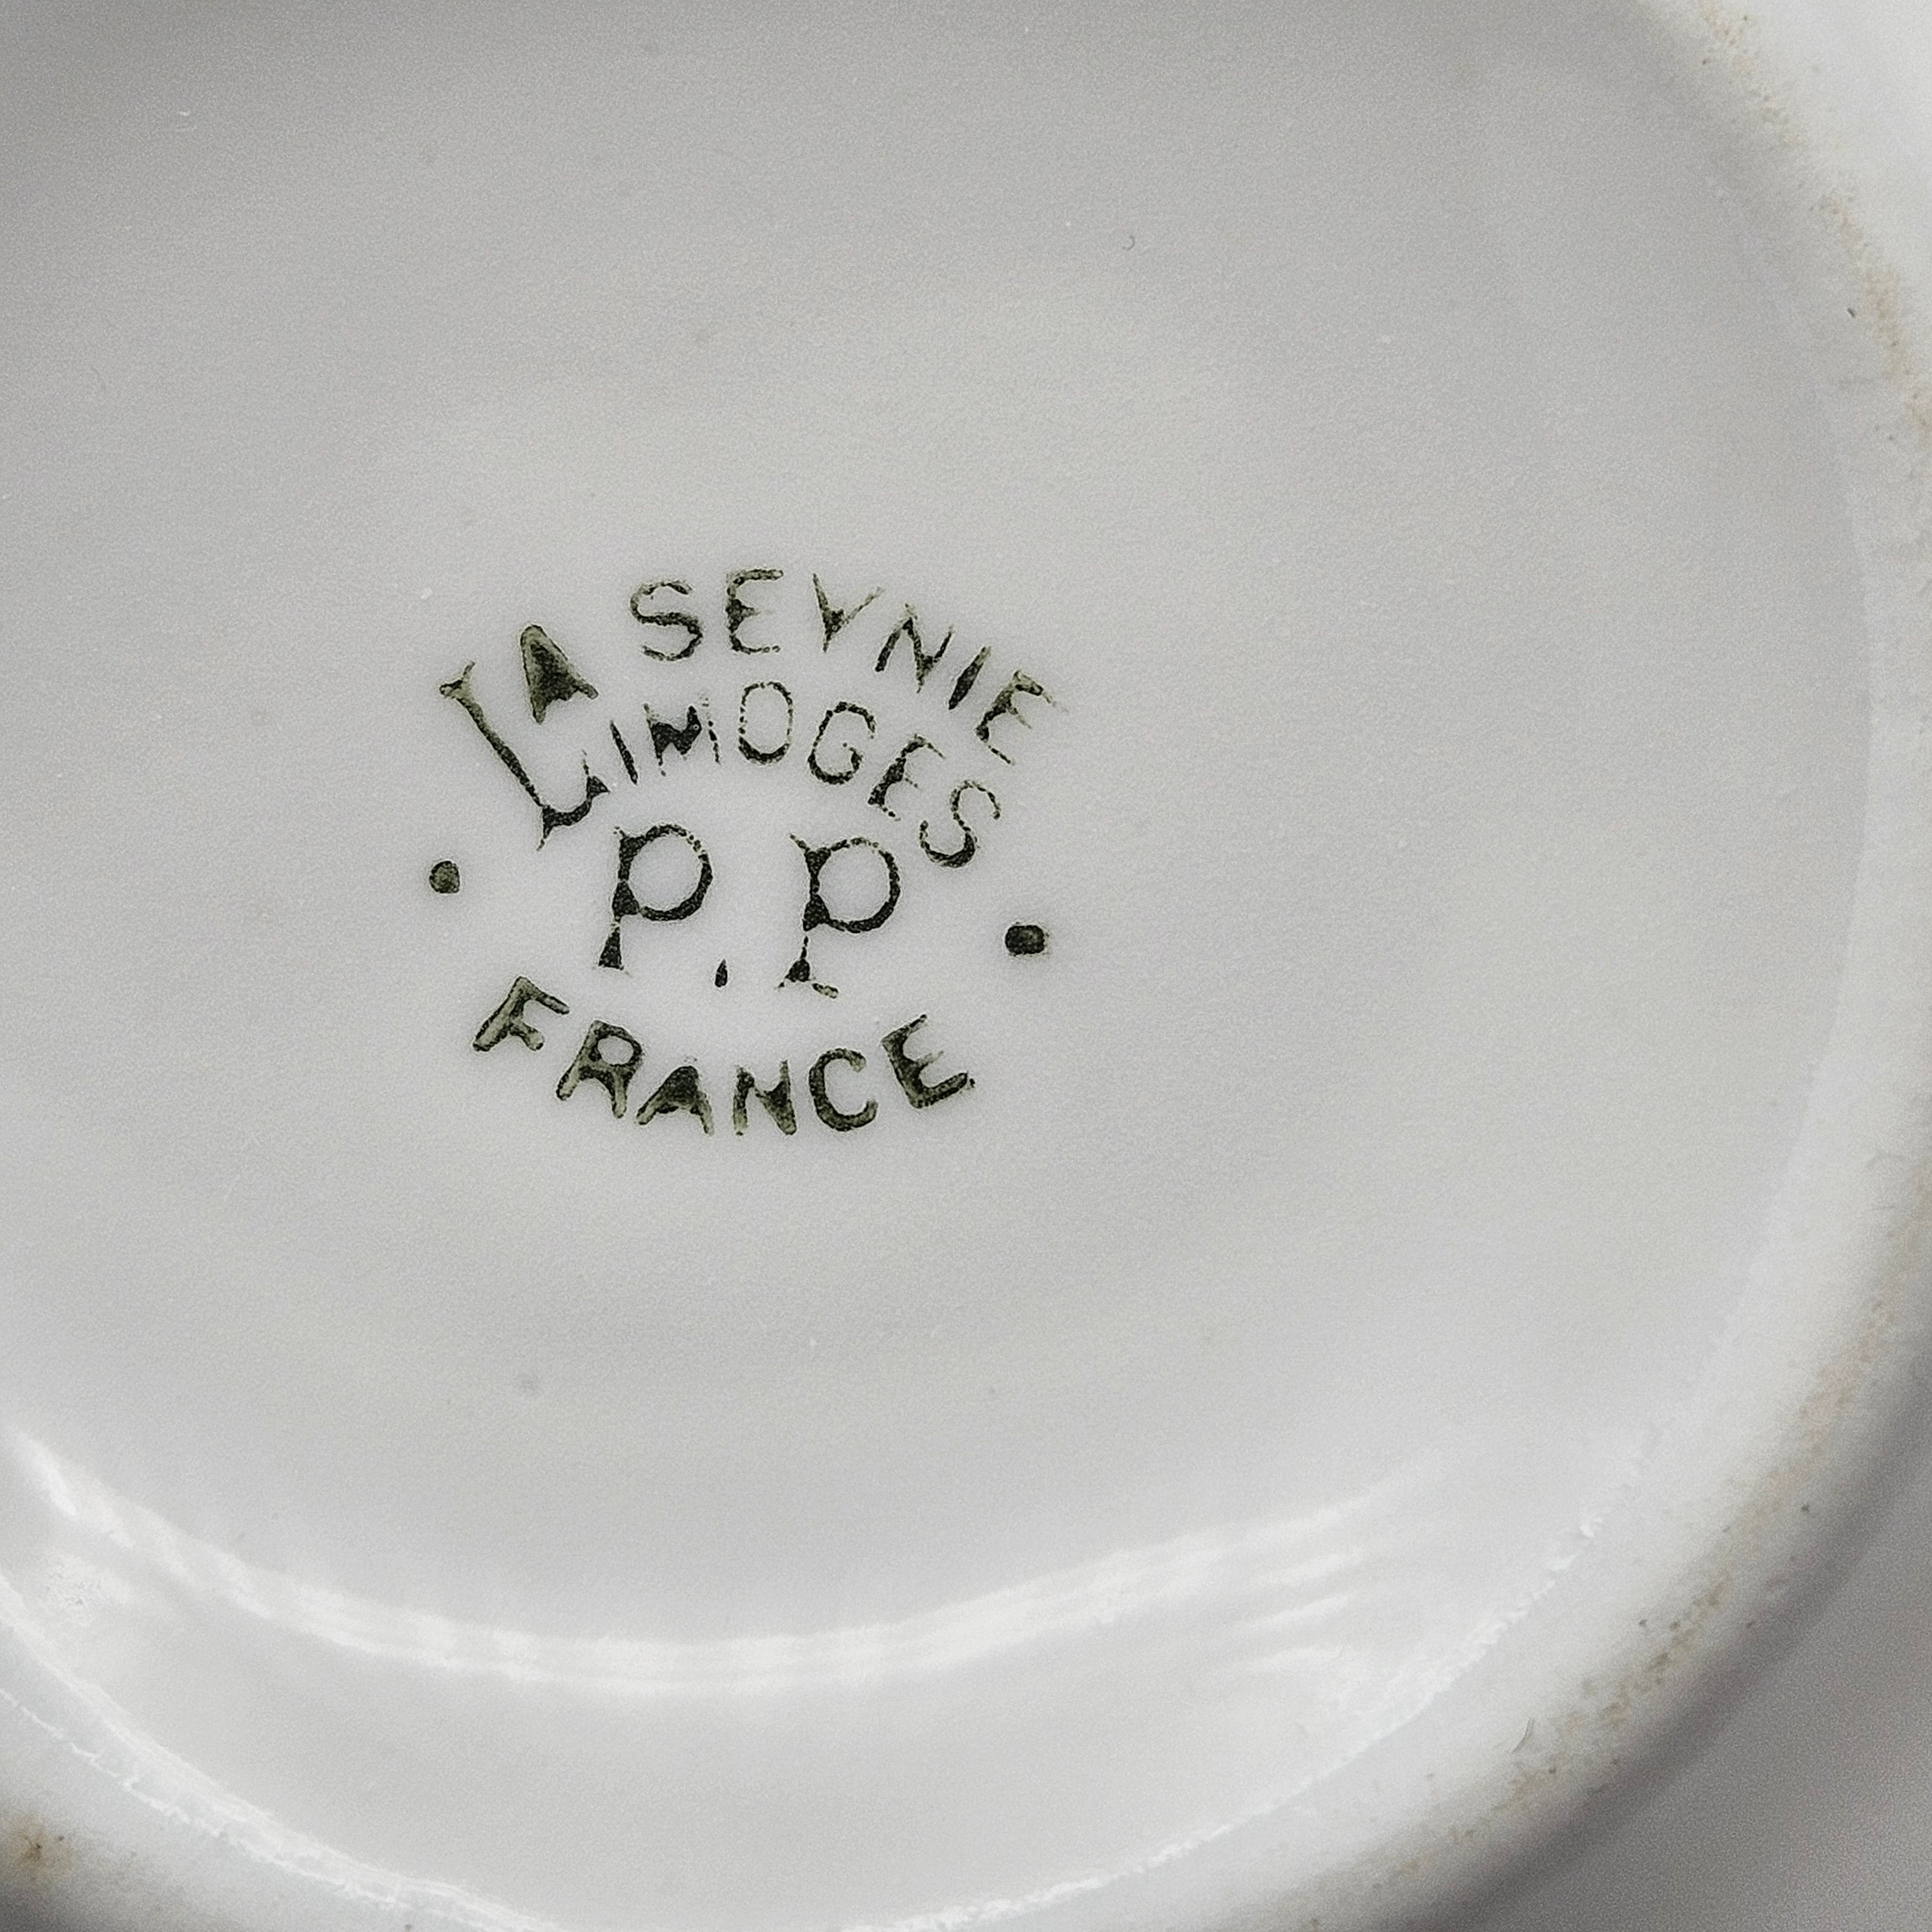 LA SEYNIE
LIMOGES
P.P
FRANCE